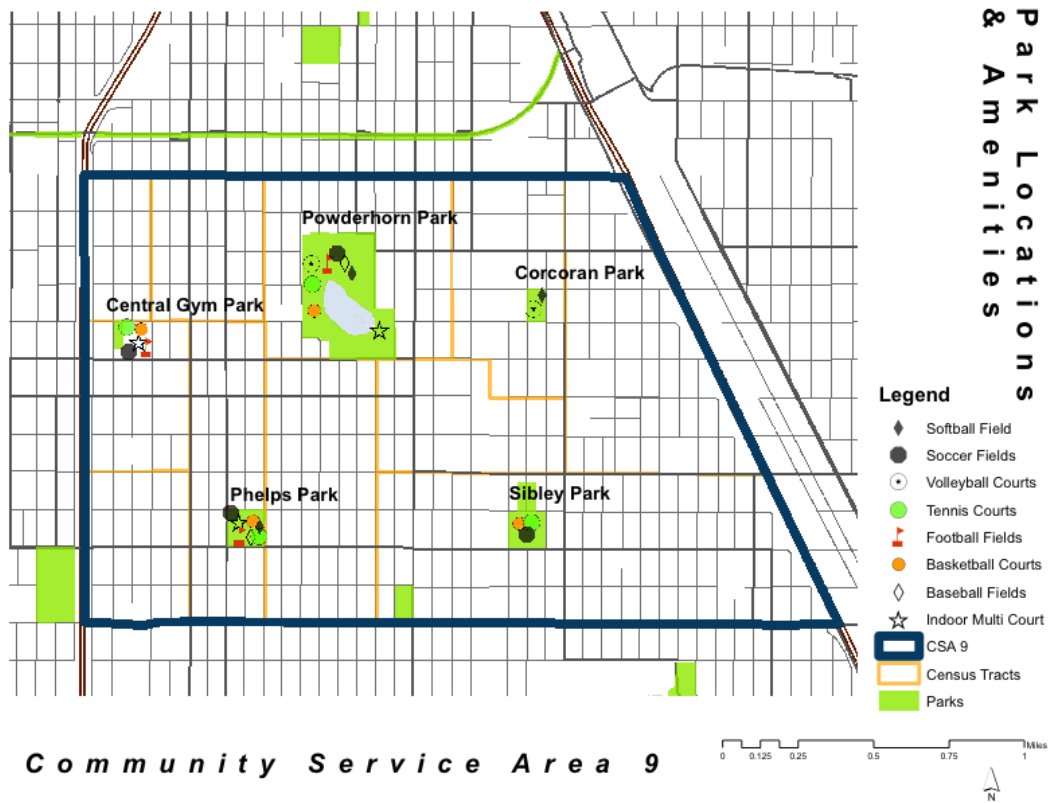 Park Locations
& Amenities
Powderhorn Park
Corcoran Park
Central Gym Park
Phelps Park
Sibley Park
Legend
Softball Field
Soccer Fields
Volleyball Courts
Tennis Courts
Football Fields
Basketball Courts
Baseball Fields
Indoor Multi Court
CSA 9
Census Tracts
Parks
Community Service Area 9
Miles
0 0.125 0.25 0.5 0.75 1
N